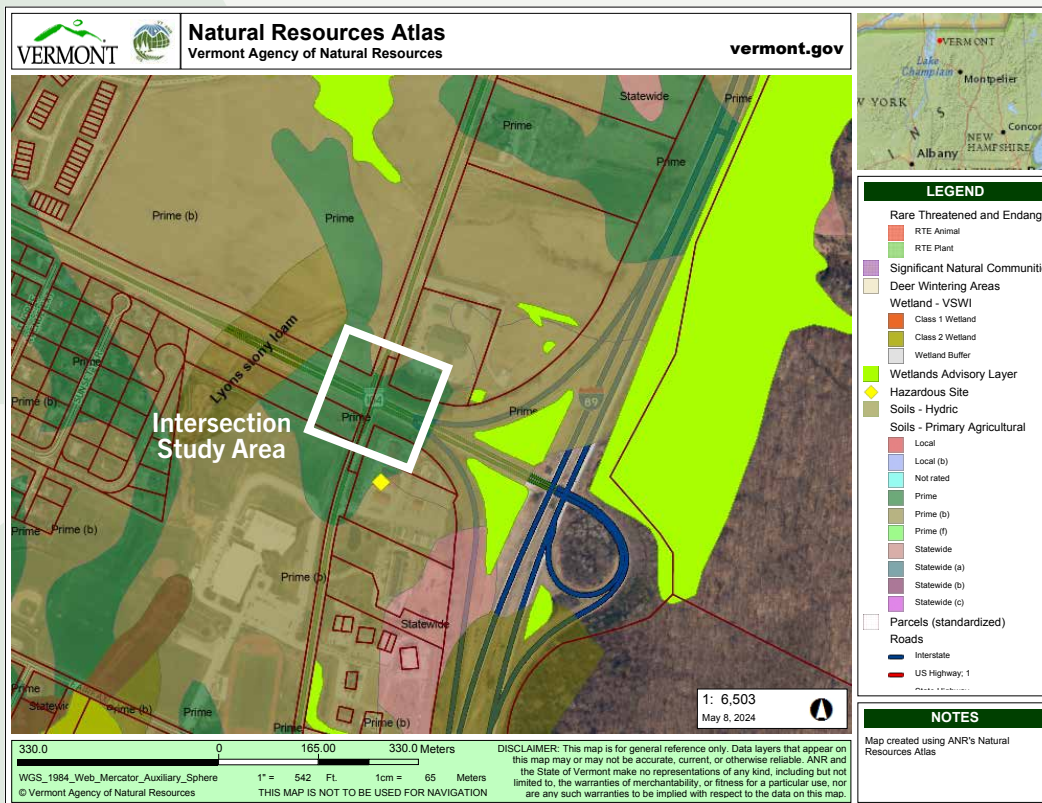 VERMONT
Natural Resources Atlas
Vermont Agency of Natural Resources
vermont.gov
VERMONT
Lake
Champlain
Montpelier
W YORK
Concor
NEW
HAMPSHIRE
Albany
Statewide
Prime
Prime
Prime
Prime (b)
Prime
Lyons stony loam
Intersection
Study Area
104
Prime
Prime
89
Prime
Prime (b)
Prime
Prime (b)
Prime (b)
Statewide
Prime
Prime (b)
Prime
Prime
Prime (b)
1: 6,503
May 8, 2024
LEGEND
Rare Threatened and Endang
RTE Animal
RTE Plant
Significant Natural Communitie
Deer Wintering Areas
Wetland - VSWI
Class 1 Wetland
Class 2 Wetland
Wetland Buffer
Wetlands Advisory Layer
Hazardous Site
Soils - Hydric
Soils - Primary Agricultural
Local
Local (b)
Not rated
Prime
Prime (b)
Prime (f)
Statewide
Statewide (a)
Statewide (b)
Statewide (c)
Parcels (standardized)
Roads
Interstate
US Highway; 1
NOTES
Map created using ANR's Natural
Resources Atlas
330.0 0 165.00 330.0 Meters
WGS_1984_Web_Mercator_Auxiliary_Sphere
1" = 542 Ft. 1cm = 65 Meters
© Vermont Agency of Natural Resources
THIS MAP IS NOT TO BE USED FOR NAVIGATION
DISCLAIMER: This map is for general reference only. Data layers that appear on
this map may or may not be accurate, current, or otherwise reliable. ANR and
the State of Vermont make no representations of any kind, including but not
limited to, the warranties of merchantability, or fitness for a particular use, nor
are any such warranties to be implied with respect to the data on this map.